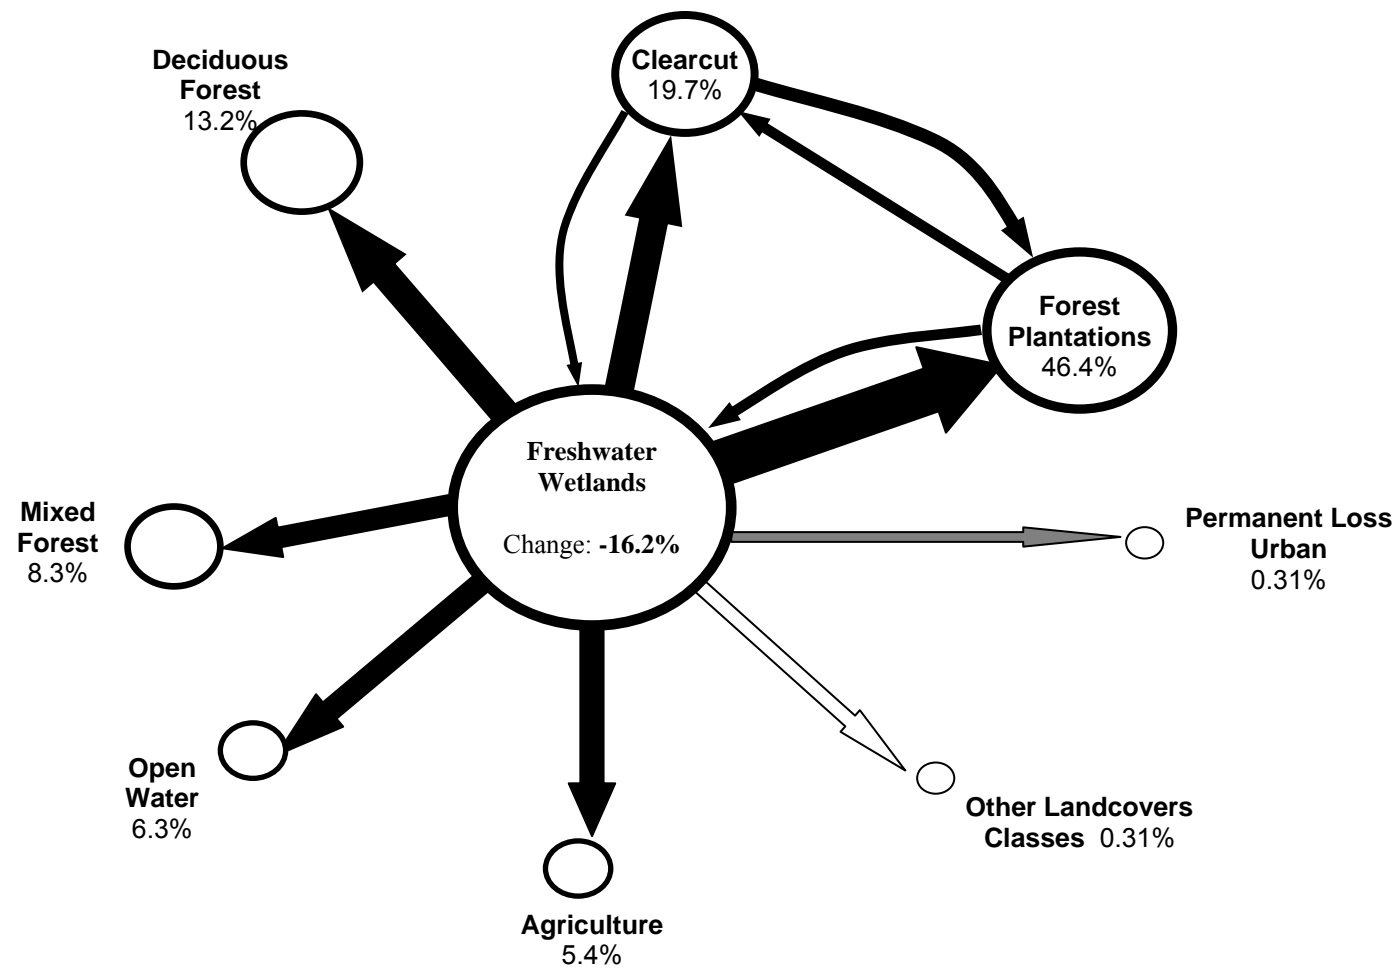 Deciduous
Forest
13.2%
Clearcut
19.7%
Forest
Plantations
46.4%
Freshwater
Wetlands
Change: -16.2%
Mixed
Forest
8.3%
Permanent Loss
Urban
0.31%
Open
Water
6.3%
Other Landcovers
Classes 0.31%
Agriculture
5.4%